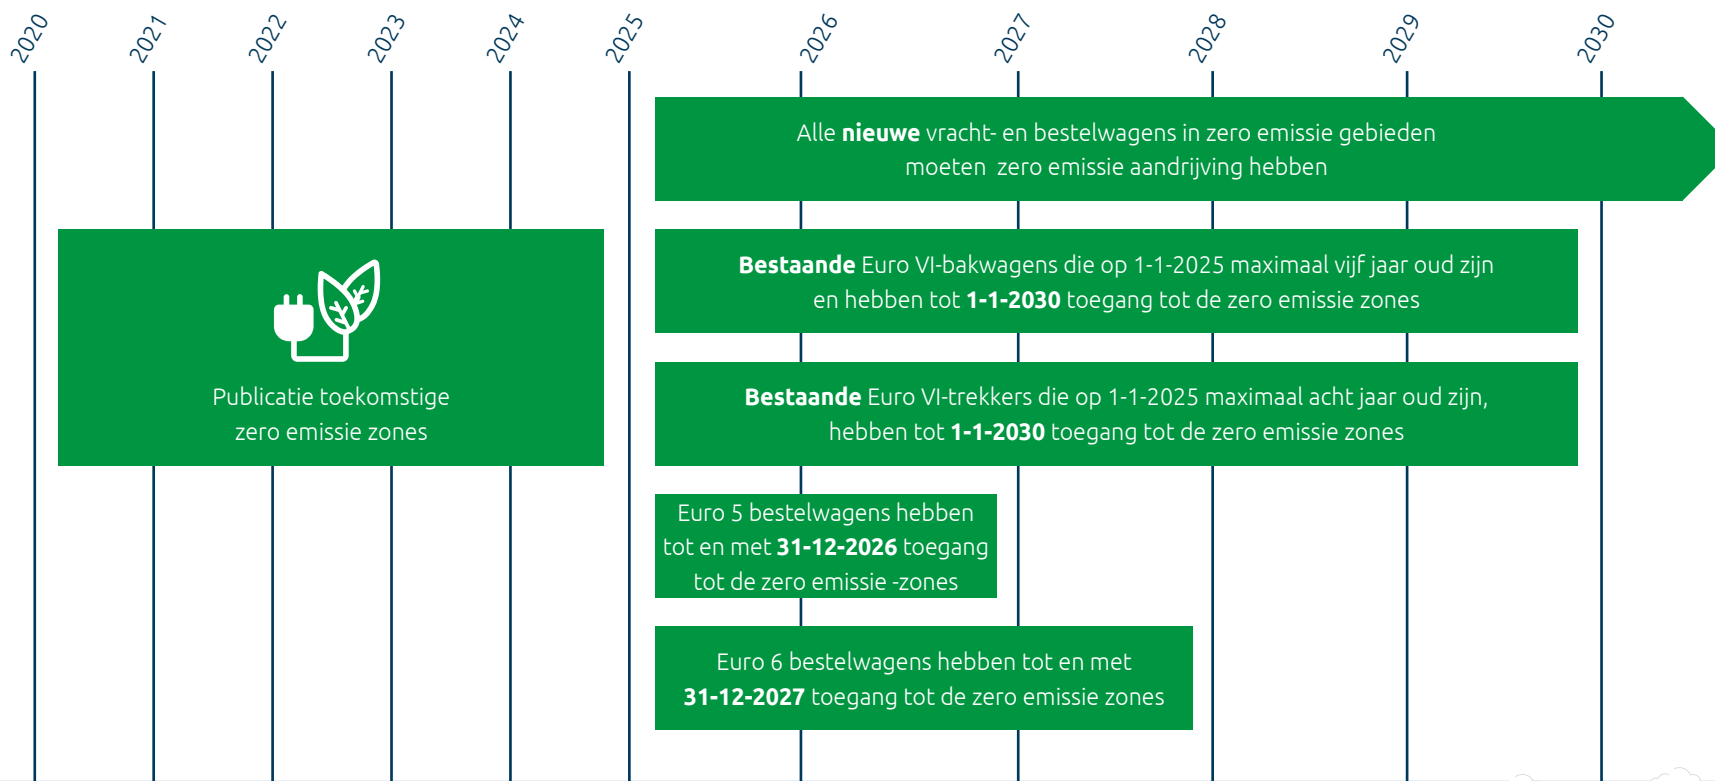 2020
2021
2022
2023
2024
2025
2026
2027
2028
2029
2030
Alle nieuwe vracht- en bestelwagens in zero emissie gebieden
moeten zero emissie aandrijving hebben
Publicatie toekomstige
zero emissie zones
Bestaande Euro VI-bakwagens die op 1-1-2025 maximaal vijf jaar oud zijn
en hebben tot 1-1-2030 toegang tot de zero emissie zones
Bestaande Euro VI-trekkers die op 1-1-2025 maximaal acht jaar oud zijn,
hebben tot 1-1-2030 toegang tot de zero emissie zones
Euro 5 bestelwagens hebben
tot en met 31-12-2026 toegang
tot de zero emissie -zones
Euro 6 bestelwagens hebben tot en met
31-12-2027 toegang tot de zero emissie zones